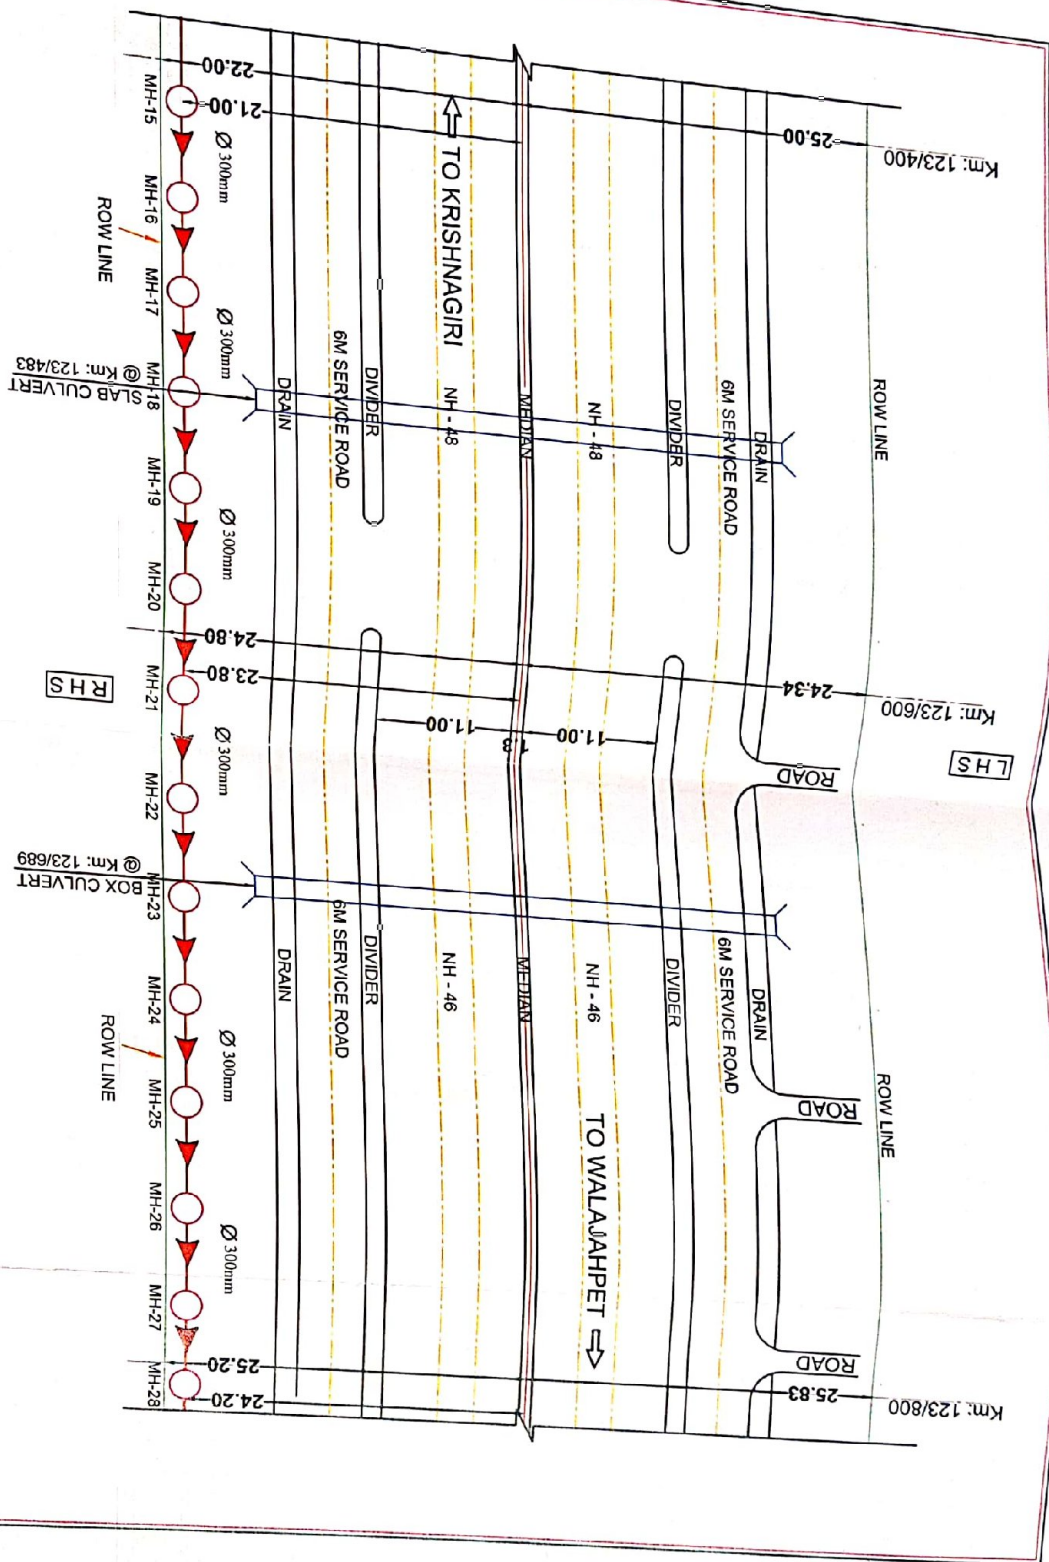 Km: 123/400
Km: 123/600
Km: 123/800
LHS
ROW LINE
ROW LINE
ROAD
ROAD
ROAD
25.00
24.34
25.83
DRAIN
DRAIN
6M SERVICE ROAD
6M SERVICE ROAD
DIVIDER
DIVIDER
NH - 48
NH - 46
TO WALAJAHPET
11.00
MEDIAN
1.3
MEDIAN
11.00
TO KRISHNAGIRI
NH - 48
NH - 46
DIVIDER
DIVIDER
6M SERVICE ROAD
6M SERVICE ROAD
DRAIN
DRAIN
22.00
21.00
24.80
23.80
25.20
24.20
Ø 300mm
Ø 300mm
Ø 300mm
Ø 300mm
Ø 300mm
Ø 300mm
MH-15
MH-16
MH-17
MH-18
MH-19
MH-20
MH-21
MH-22
MH-23
MH-24
MH-25
MH-26
MH-27
MH-28
ROW LINE
SLAB CULVERT
@ Km: 123/483
RHS
BOX CULVERT
@ Km: 123/689
ROW LINE